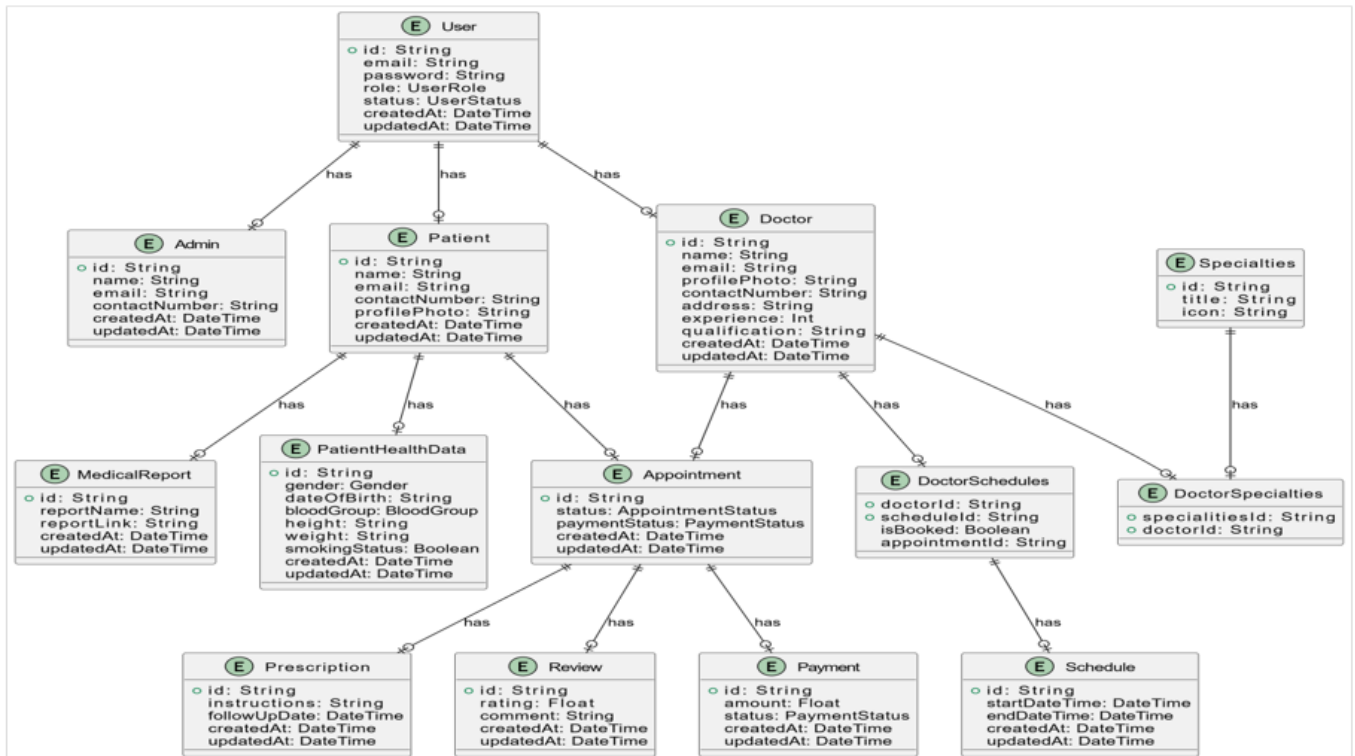 E User
id: String
email: String
password: String
role: UserRole
status: UserStatus
createdAt: DateTime
updatedAt: DateTime
has
has
has
E Admin
id: String
name: String
email: String
contactNumber: String
createdAt: DateTime
updatedAt: DateTime
E Patient
id: String
name: String
email: String
contactNumber: String
profilePhoto: String
createdAt: DateTime
updatedAt: DateTime
E Doctor
id: String
name: String
email: String
profilePhoto: String
contactNumber: String
address: String
experience: Int
qualification: String
createdAt: DateTime
updatedAt: DateTime
E Specialties
id: String
title: String
icon: String
has
has
has
has
has
has
has
E MedicalReport
id: String
reportName: String
reportLink: String
createdAt: DateTime
updatedAt: DateTime
E PatientHealthData
id: String
gender: Gender
dateOfBirth: String
bloodGroup: BloodGroup
height: String
weight: String
smokingStatus: Boolean
createdAt: DateTime
updatedAt: DateTime
E Appointment
id: String
status: AppointmentStatus
paymentStatus: PaymentStatus
createdAt: DateTime
updatedAt: DateTime
E DoctorSchedules
doctorId: String
scheduleId: String
isBooked: Boolean
appointmentId: String
E DoctorSpecialties
specialitiesId: String
doctorId: String
has
has
has
has
E Prescription
id: String
instructions: String
followUpDate: DateTime
createdAt: DateTime
updatedAt: DateTime
E Review
id: String
rating: Float
comment: String
createdAt: DateTime
updatedAt: DateTime
E Payment
id: String
amount: Float
status: PaymentStatus
createdAt: DateTime
updatedAt: DateTime
E Schedule
id: String
startDateTime: DateTime
endDateTime: DateTime
createdAt: DateTime
updatedAt: DateTime